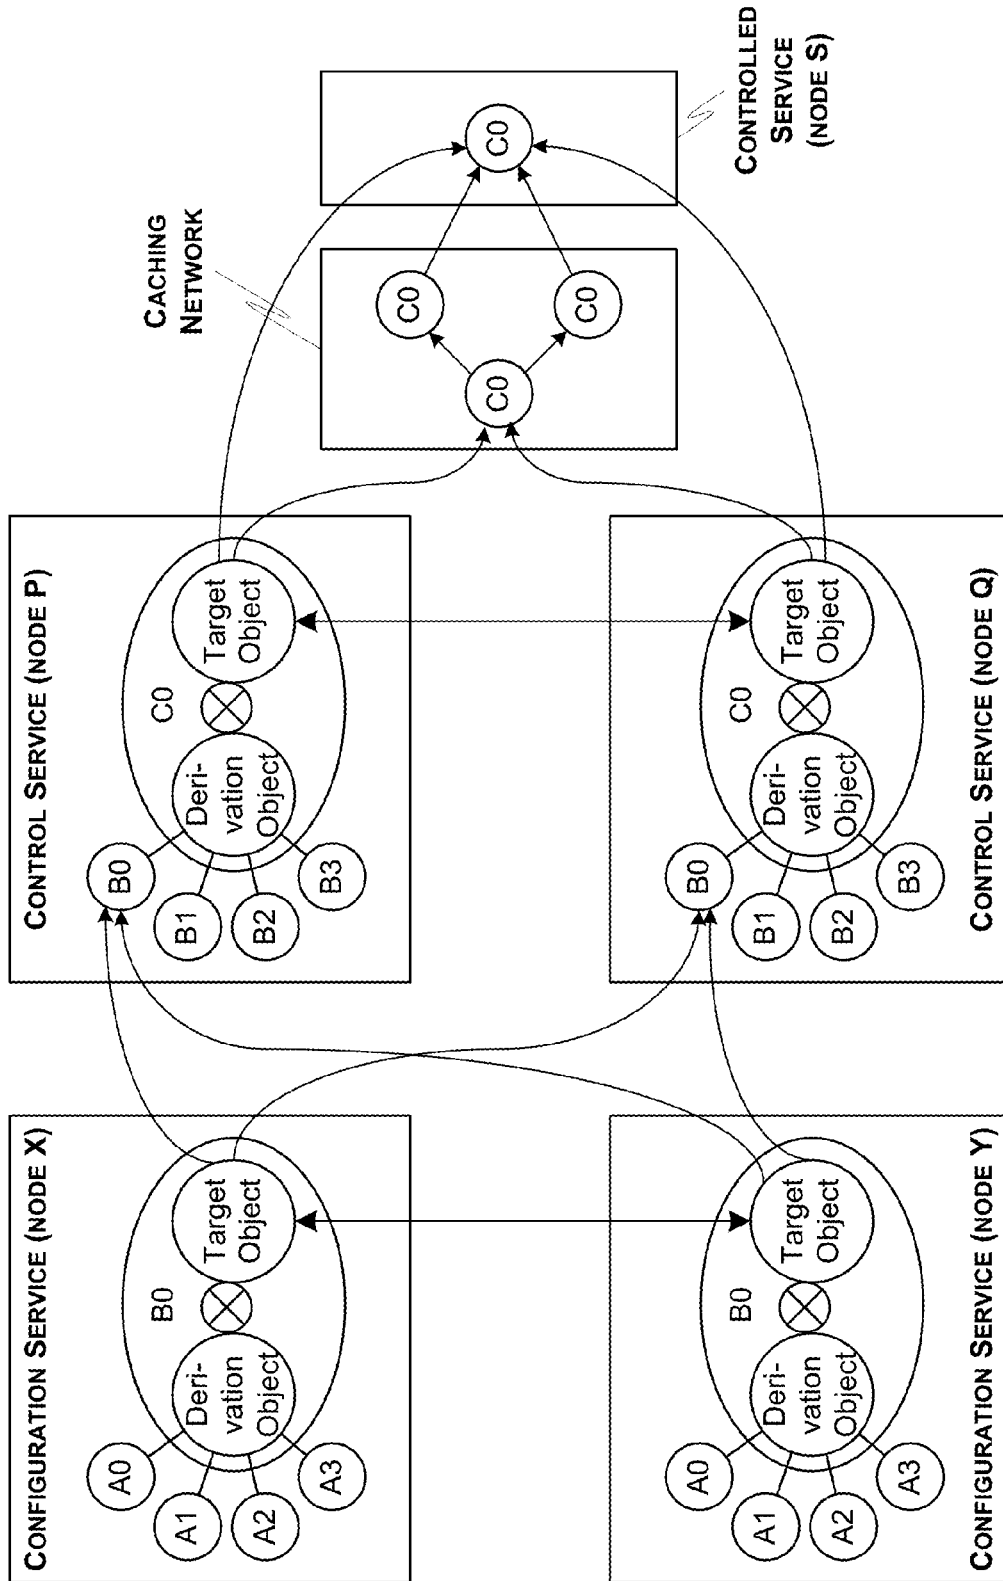 CONFIGURATION SERVICE (NODE X)
A0
A1
A2
A3
Deri-
vation
Object
B0
Target
Object
CONTROL SERVICE (NODE P)
B0
B1
B2
B3
Deri-
vation
Object
C0
Target
Object
CACHING
NETWORK
C0
C0
C0
C0
CONTROLLED
SERVICE
(NODE S)
A0
A1
A2
A3
Deri-
vation
Object
B0
Target
Object
CONFIGURATION SERVICE (NODE Y)
B0
B1
B2
B3
Deri-
vation
Object
C0
Target
Object
CONTROL SERVICE (NODE Q)